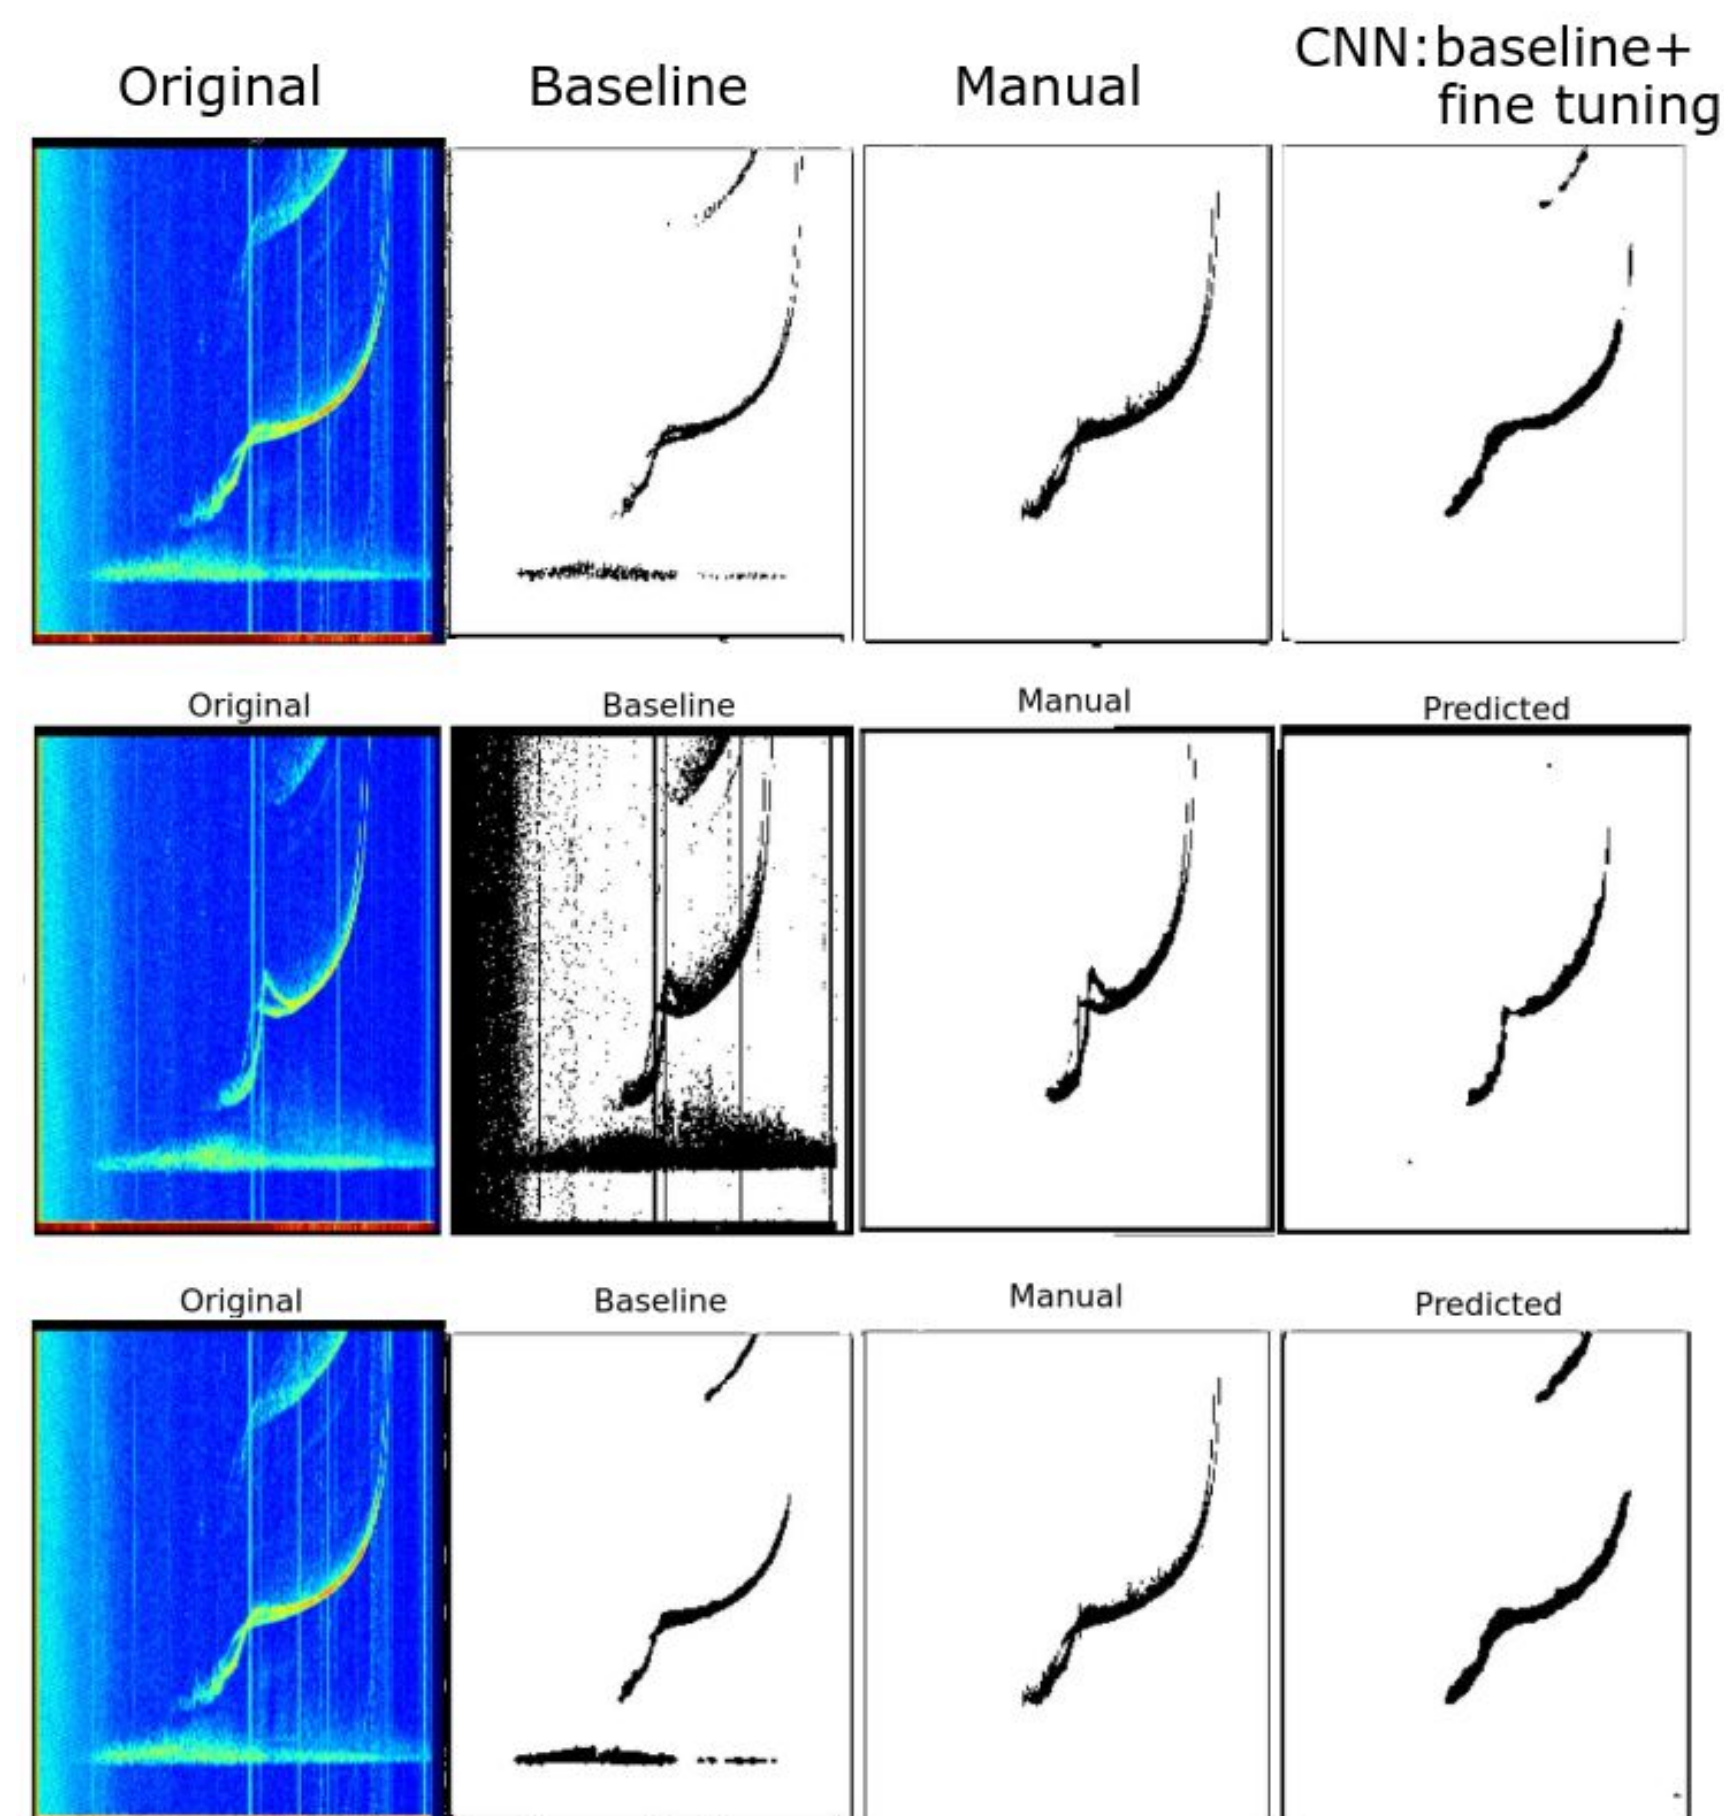 Original
Baseline
Manual
CNN:baseline+
fine tuning
Original
Baseline
Manual
Predicted
Original
Baseline
Manual
Predicted